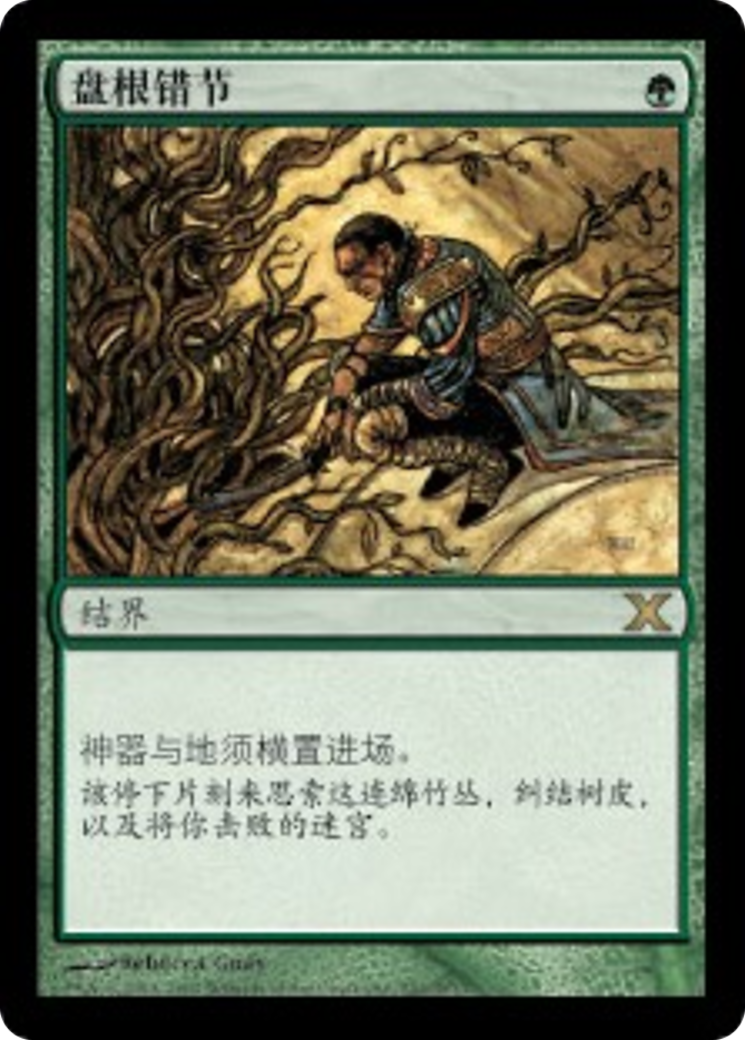 盘根错节
结界
神器与地须横置进场。
该停下片刻来思索这连绵竹丛，纠结树皮，
以及将你击败的迷宫。
Rebecca Guay